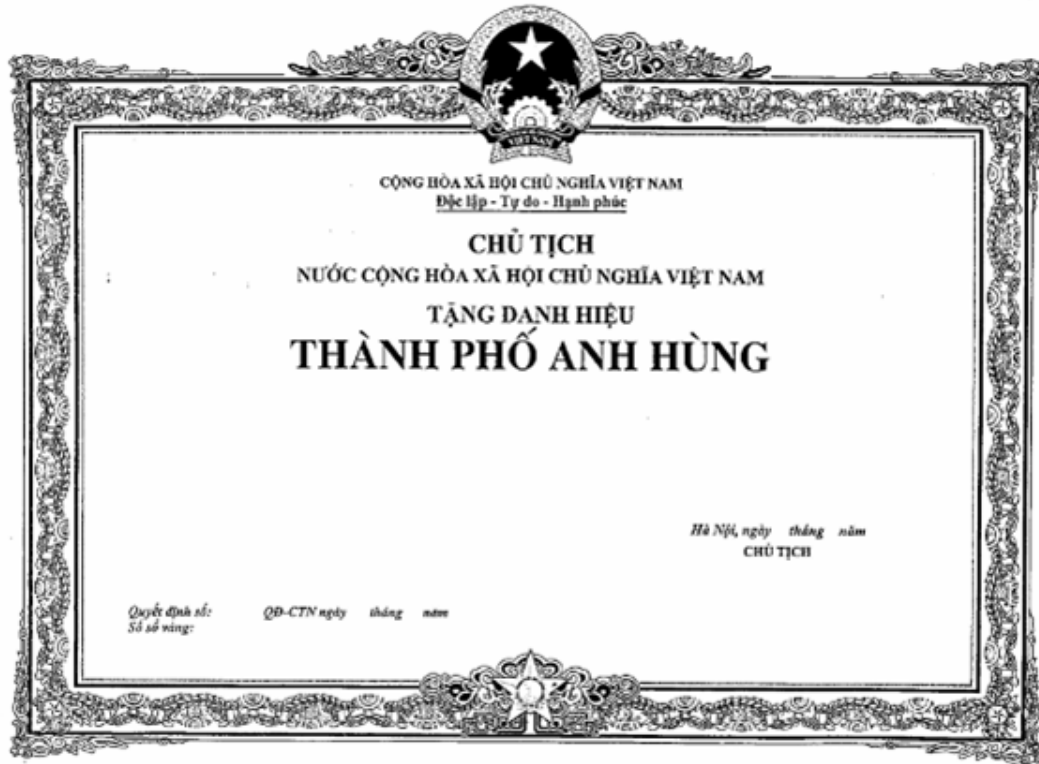 VIỆT NAM
CỘNG HÒA XÃ HỘI CHỦ NGHĨA VIỆT NAM
Độc lập - Tự do - Hạnh phúc
CHỦ TỊCH
NƯỚC CỘNG HÒA XÃ HỘI CHỦ NGHĨA VIỆT NAM
TẶNG DANH HIỆU
THÀNH PHỐ ANH HÙNG
Hà Nội, ngày tháng năm
CHỦ TỊCH
Quyết định số: QĐ-CTN ngày tháng năm
Số sổ vàng: